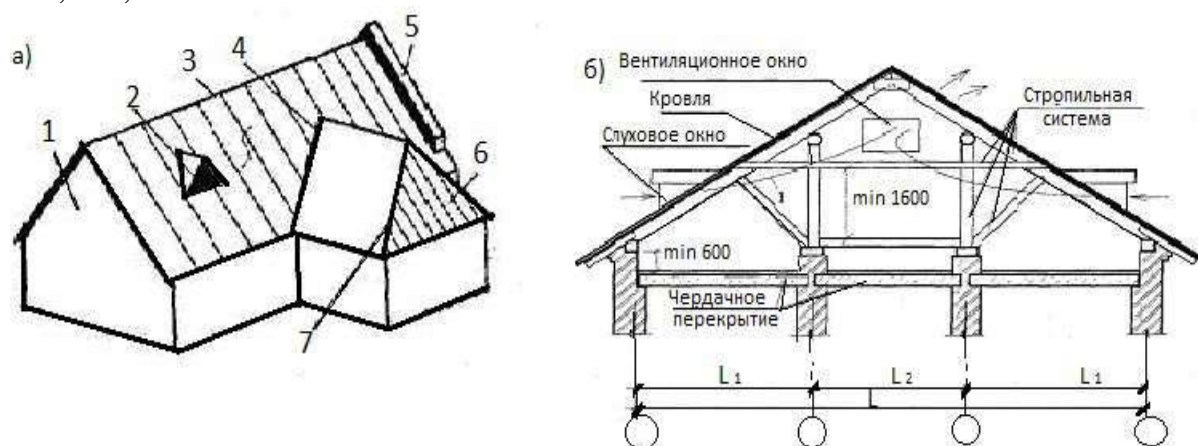 а)
1
2
3
4
5
6
7
б)
Вентиляционное окно
Кровля
Слуховое окно
Стропильная
система
min 1600
min 600
Чердачное
перекрытие
L 1
L 2
L 1
L